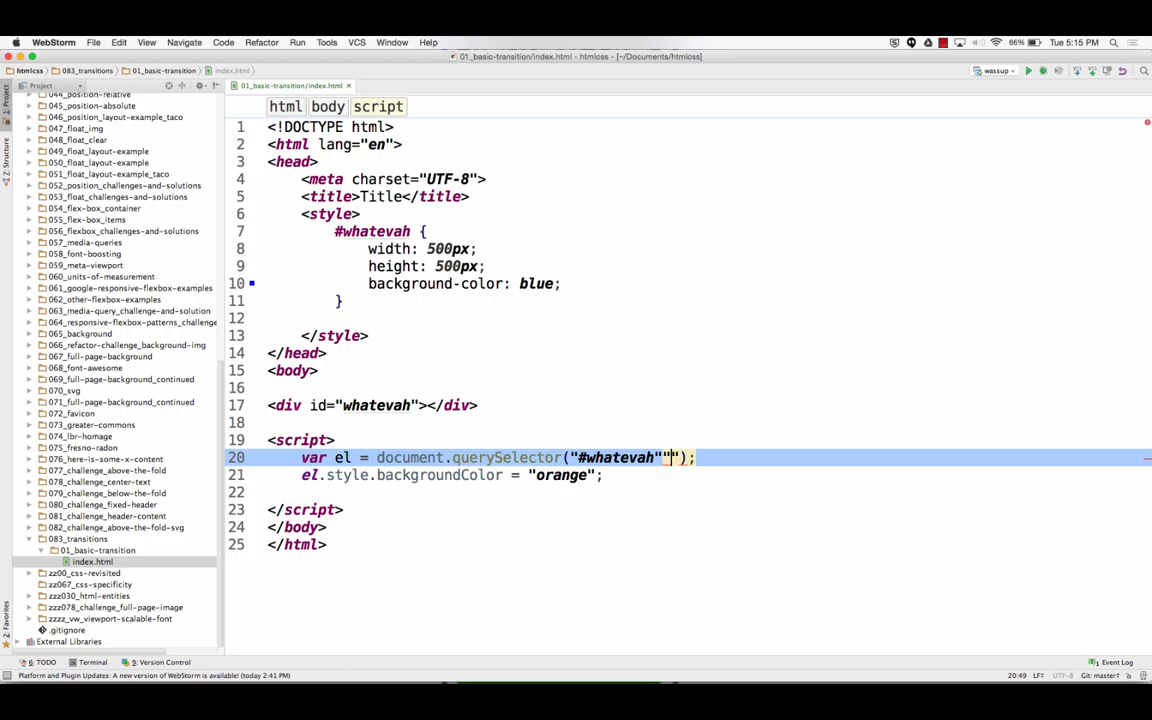 WebStorm File Edit View Navigate Code Refactor Run Tools VCS Window Help 66% Tue 5:15 PM
01_basic-transition/index.html - htmlcss - [~/Documents/htmlcss]
htmlcss 083_transitions 01_basic-transition index.html wassup
Project 01_basic-transition/index.html
1: Project
Z: Structure
2: Favorites
html body script
044_position-relative
045_position-absolute
046_position_layout-example_taco
047_float_img
048_float_clear
049_float_layout-example
050_float_layout-example
051_float_layout-example_taco
052_position_challenges-and-solutions
053_float_challenges-and-solutions
054_flex-box_container
055_flex-box_items
056_flexbox_challenges-and-solutions
057_media-queries
058_font-boosting
059_meta-viewport
060_units-of-measurement
061_google-responsive-flexbox-patterns
062_other-flexbox-examples
063_media-query_challenge-and-solution
064_responsive-flexbox-patterns_challenge
065_background
066_refactor-challenge_background-img
067_full-page-background
068_font-awesome
069_full-page-background_continued
070_svg
071_full-page-background_continued
072_favicon
073_greater-commons
074_lbr-homage
075_fresno-radon
076_here-is-some-x-content
077_challenge_above-the-fold
078_challenge_center-text
079_challenge_below-the-fold
080_challenge_fixed-header
081_challenge_header-content
082_challenge_above-the-fold-svg
083_transitions
01_basic-transition
index.html
zz00_css-revisited
zz067_css-specificity
zzz030_html-entities
zzz078_challenge_full-page-image
zzzz_vw_viewport-scalable-font
.gitignore
External Libraries
1 <!DOCTYPE html>
2 <html lang="en">
3 <head>
4 <meta charset="UTF-8">
5 <title>Title</title>
6 <style>
7 #whatevah {
8 width: 500px;
9 height: 500px;
10 background-color: blue;
11 }
12
13 </style>
14 </head>
15 <body>
16
17 <div id="whatevah"></div>
18
19 <script>
20 var el = document.querySelector("#whatevah""");
21 el.style.backgroundColor = "orange";
22
23 </script>
24 </body>
25 </html>
6: TODO Terminal 9: Version Control 1 Event Log
Platform and Plugin Updates: A new version of WebStorm is available! (today 2:41 PM) 20:49 LF÷ UTF-8 Git: master÷